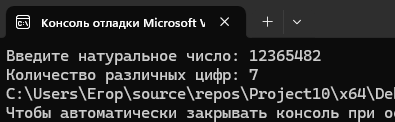 Консоль отладки Microsoft V
Введите натуральное число: 12365482
Количество различных цифр: 7
C:\Users\Егор\source\repos\Project10\x64\De
Чтобы автоматически закрывать консоль при о